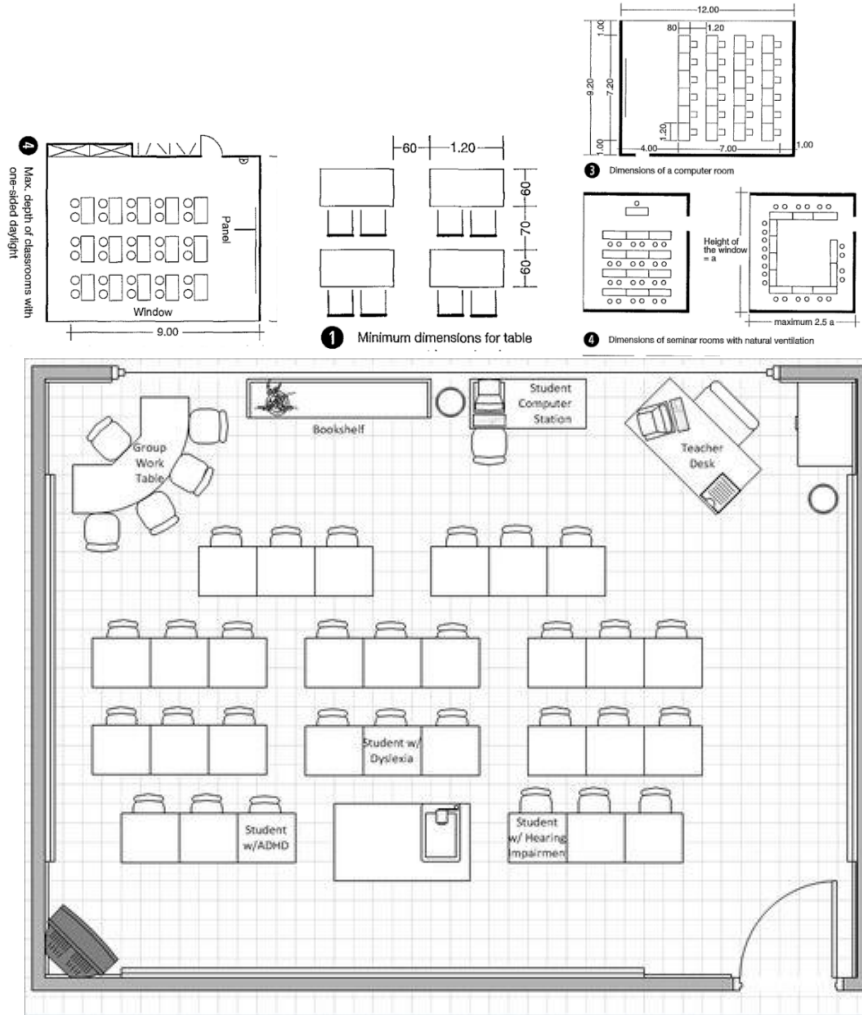 4
Max. depth of classrooms with
one-sided daylight
Panel
Window
9.00
60
1.20
60
70
60
1 Minimum dimensions for table
12.00
1.00
80
1.20
9.20
7.20
1.20
1.00
4.00
7.00
1.00
3 Dimensions of a computer room
Height of
the window
= a
maximum 2.5 a
4 Dimensions of seminar rooms with natural ventilation
Group
Work
Table
Bookshelf
Student
Computer
Station
Teacher
Desk
Student w/
Dyslexia
Student
w/ADHD
Student
w/ Hearing
Impairmen